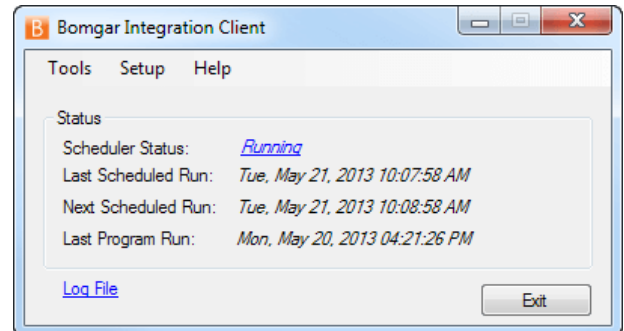 B Bomgar Integration Client
Tools Setup Help
Status
Scheduler Status: Running
Last Scheduled Run: Tue, May 21, 2013 10:07:58 AM
Next Scheduled Run: Tue, May 21, 2013 10:08:58 AM
Last Program Run: Mon, May 20, 2013 04:21:26 PM
Log File
Exit